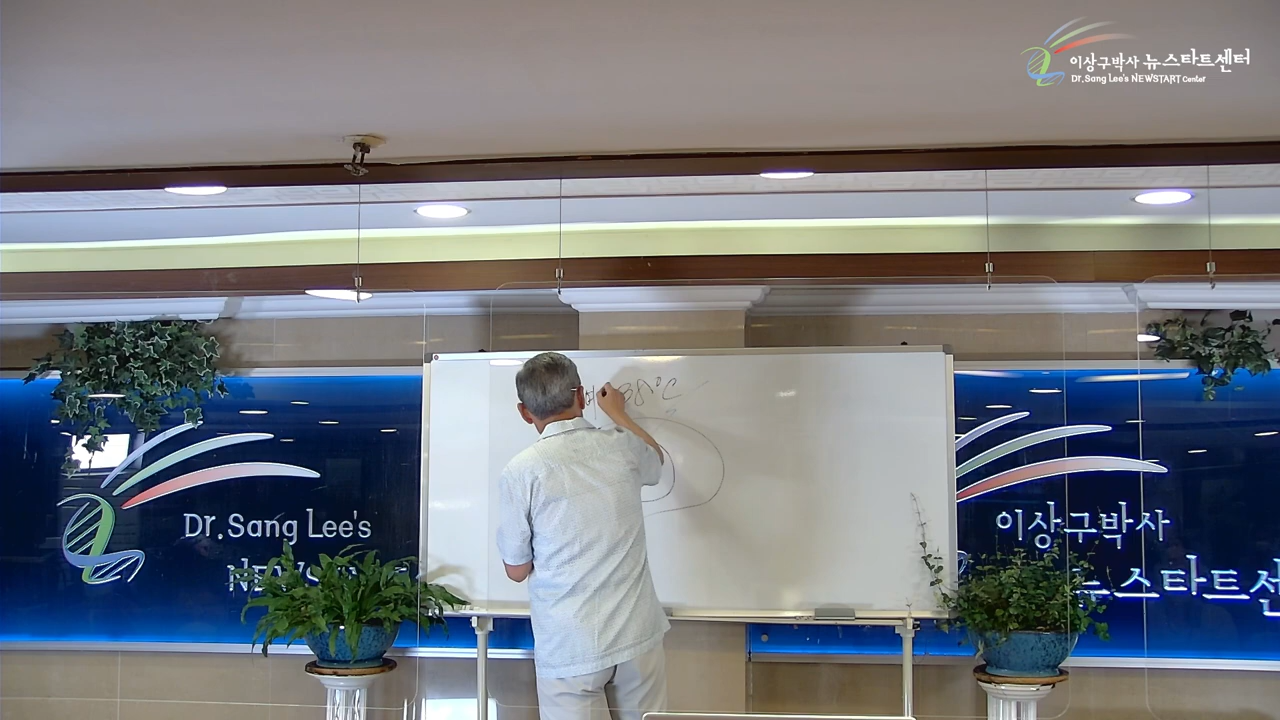 이상구박사 뉴스타트센터
Dr. Sang Lee's NEWSTART Center
38°C
Dr. Sang Lee's
이상구박사
뉴스타트센